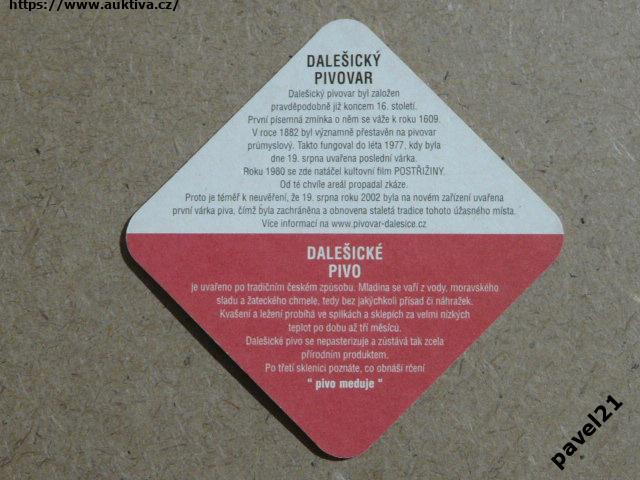 https://www.auktiva.cz/
DALEŠICKÝ
PIVOVAR
Dalešický pivovar byl založen
pravděpodobně již koncem 16. století.
První písemná zmínka o něm se váže k roku 1609.
V roce 1882 byl významně přestavěn na pivovar
průmyslový. Takto fungoval do léta 1977, kdy byla
dne 19. srpna uvařena poslední várka.
Roku 1980 se zde natáčel kultovní film POSTŘIŽINY.
Od té chvíle areál propadal zkáze.
Proto je téměř k neuvěření, že 19. srpna roku 2002 byla na novém zařízení uvařena
první várka piva, čímž byla zachráněna a obnovena staletá tradice tohoto úžasného místa.
Více informací na www.pivovar-dalesice.cz
DALEŠICKÉ
PIVO
je uvařeno po tradičním českém způsobu. Mladina se vaří z vody, moravského
sladu a žateckého chmele, tedy bez jakýchkoli přísad či náhražek.
Kvašení a ležení probíhá ve spilkách a sklepích za velmi nízkých
teplot po dobu až tří měsíců.
Dalešické pivo se nepasterizuje a zůstává tak zcela
přírodním produktem.
Po třetí sklenici poznáte, co obnáší rčení
" pivo meduje "
pavel21